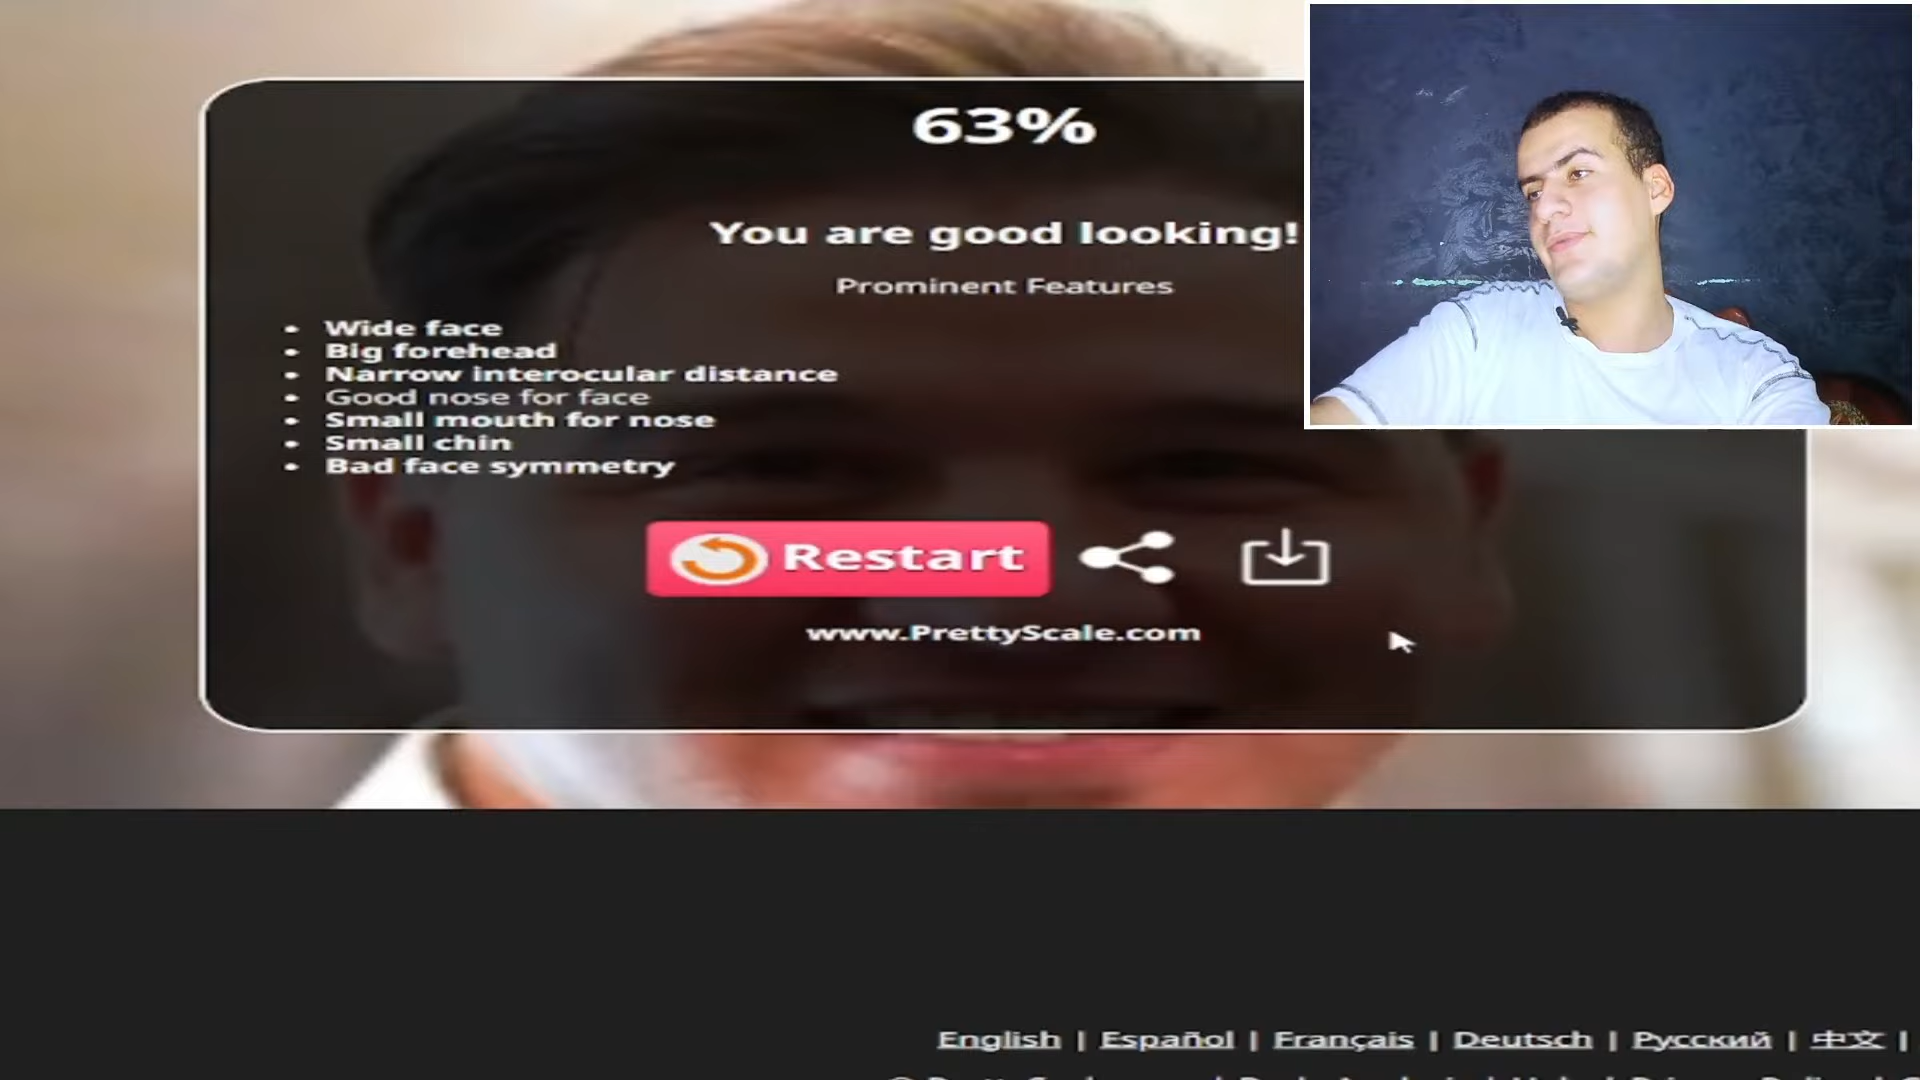 63%
You are good looking!
Prominent Features
• Wide face
• Big forehead
• Narrow interocular distance
• Good nose for face
• Small mouth for nose
• Small chin
• Bad face symmetry
Restart
www.PrettyScale.com
English | Español | Français | Deutsch | Русский | 中文 |